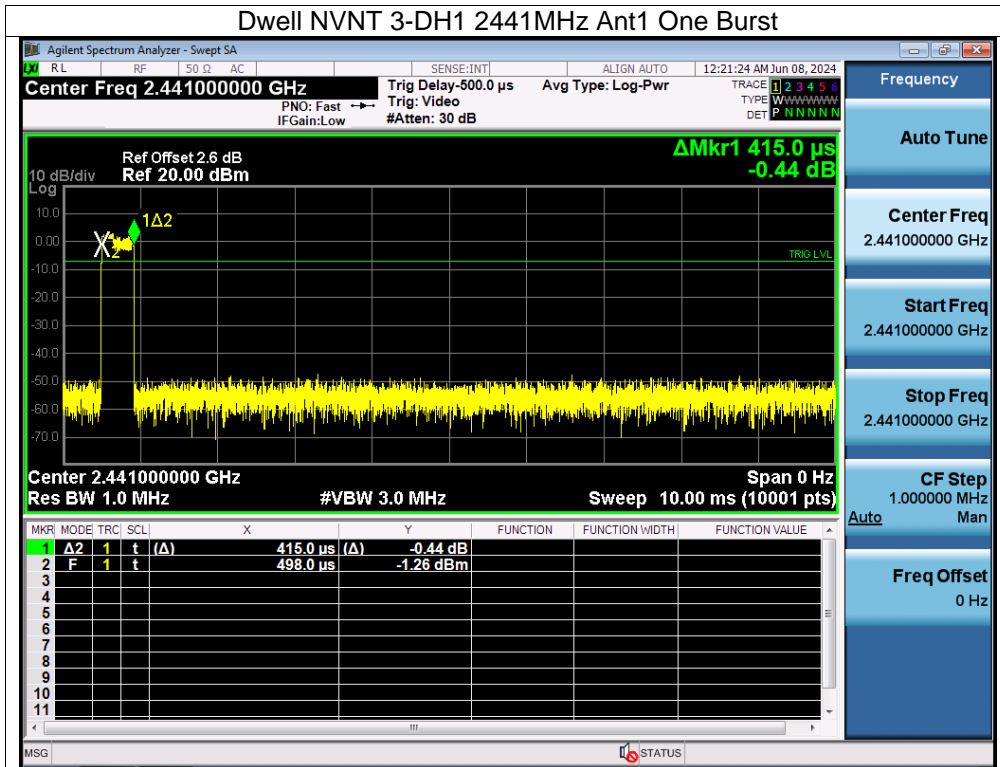 Dwell NVNT 3-DH1 2441MHz Ant1 One Burst
Agilent Spectrum Analyzer - Swept SA
LXI RL RF 50 Ω AC SENSE:INT ALIGN AUTO 12:21:24 AM Jun 08, 2024
Center Freq 2.441000000 GHz
PNO: Fast
IFGain:Low
Trig Delay-500.0 µs
Trig: Video
#Atten: 30 dB
Avg Type: Log-Pwr
TRACE 1 2 3 4 5 6
TYPE WWWWWW
DET P N N N N N
Frequency
ΔMkr1 415.0 µs
-0.44 dB
Ref Offset 2.6 dB
10 dB/div Ref 20.00 dBm
Log
10.0
0.00
-10.0
-20.0
-30.0
-40.0
-50.0
-60.0
-70.0
1Δ2
2
TRIG LVL
Center 2.441000000 GHz Span 0 Hz
Res BW 1.0 MHz #VBW 3.0 MHz Sweep 10.00 ms (10001 pts)
MKR MODE TRC SCL X Y FUNCTION FUNCTION WIDTH FUNCTION VALUE
1 Δ2 1 t (Δ) 415.0 µs (Δ) -0.44 dB
2 F 1 t 498.0 µs -1.26 dBm
3
4
5
6
7
8
9
10
11
MSG STATUS
Auto Tune
Center Freq
2.441000000 GHz
Start Freq
2.441000000 GHz
Stop Freq
2.441000000 GHz
CF Step
1.000000 MHz
Auto Man
Freq Offset
0 Hz